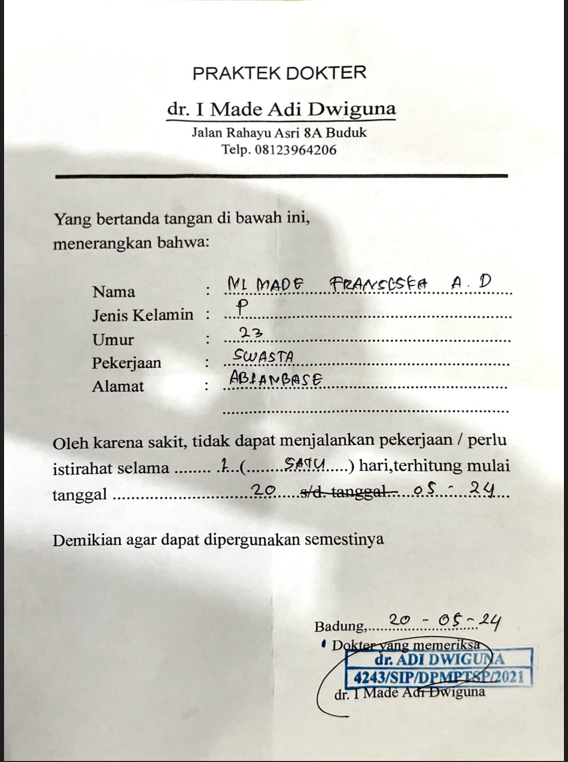 PRAKTEK DOKTER
dr. I Made Adi Dwiguna
Jalan Rahayu Asri 8A Buduk
Telp. 08123964206
Yang bertanda tangan di bawah ini,
menerangkan bahwa:
Nama : NI MADE FRANSCSEA A. D
Jenis Kelamin : P
Umur : 23
Pekerjaan : SWASTA
Alamat : ABIANBASE
Oleh karena sakit, tidak dapat menjalankan pekerjaan / perlu
istirahat selama ........ .1..(........SATU.....) hari,terhitung mulai
tanggal ..............................20.....s/d. tanggal... 05 - 24...
Demikian agar dapat dipergunakan semestinya
Badung,....20 - 05-24
Dokter yang memeriksa
dr. ADI DWIGUNA
4243/SIP/DPMPTSP/2021
dr. I Made Adi Dwiguna